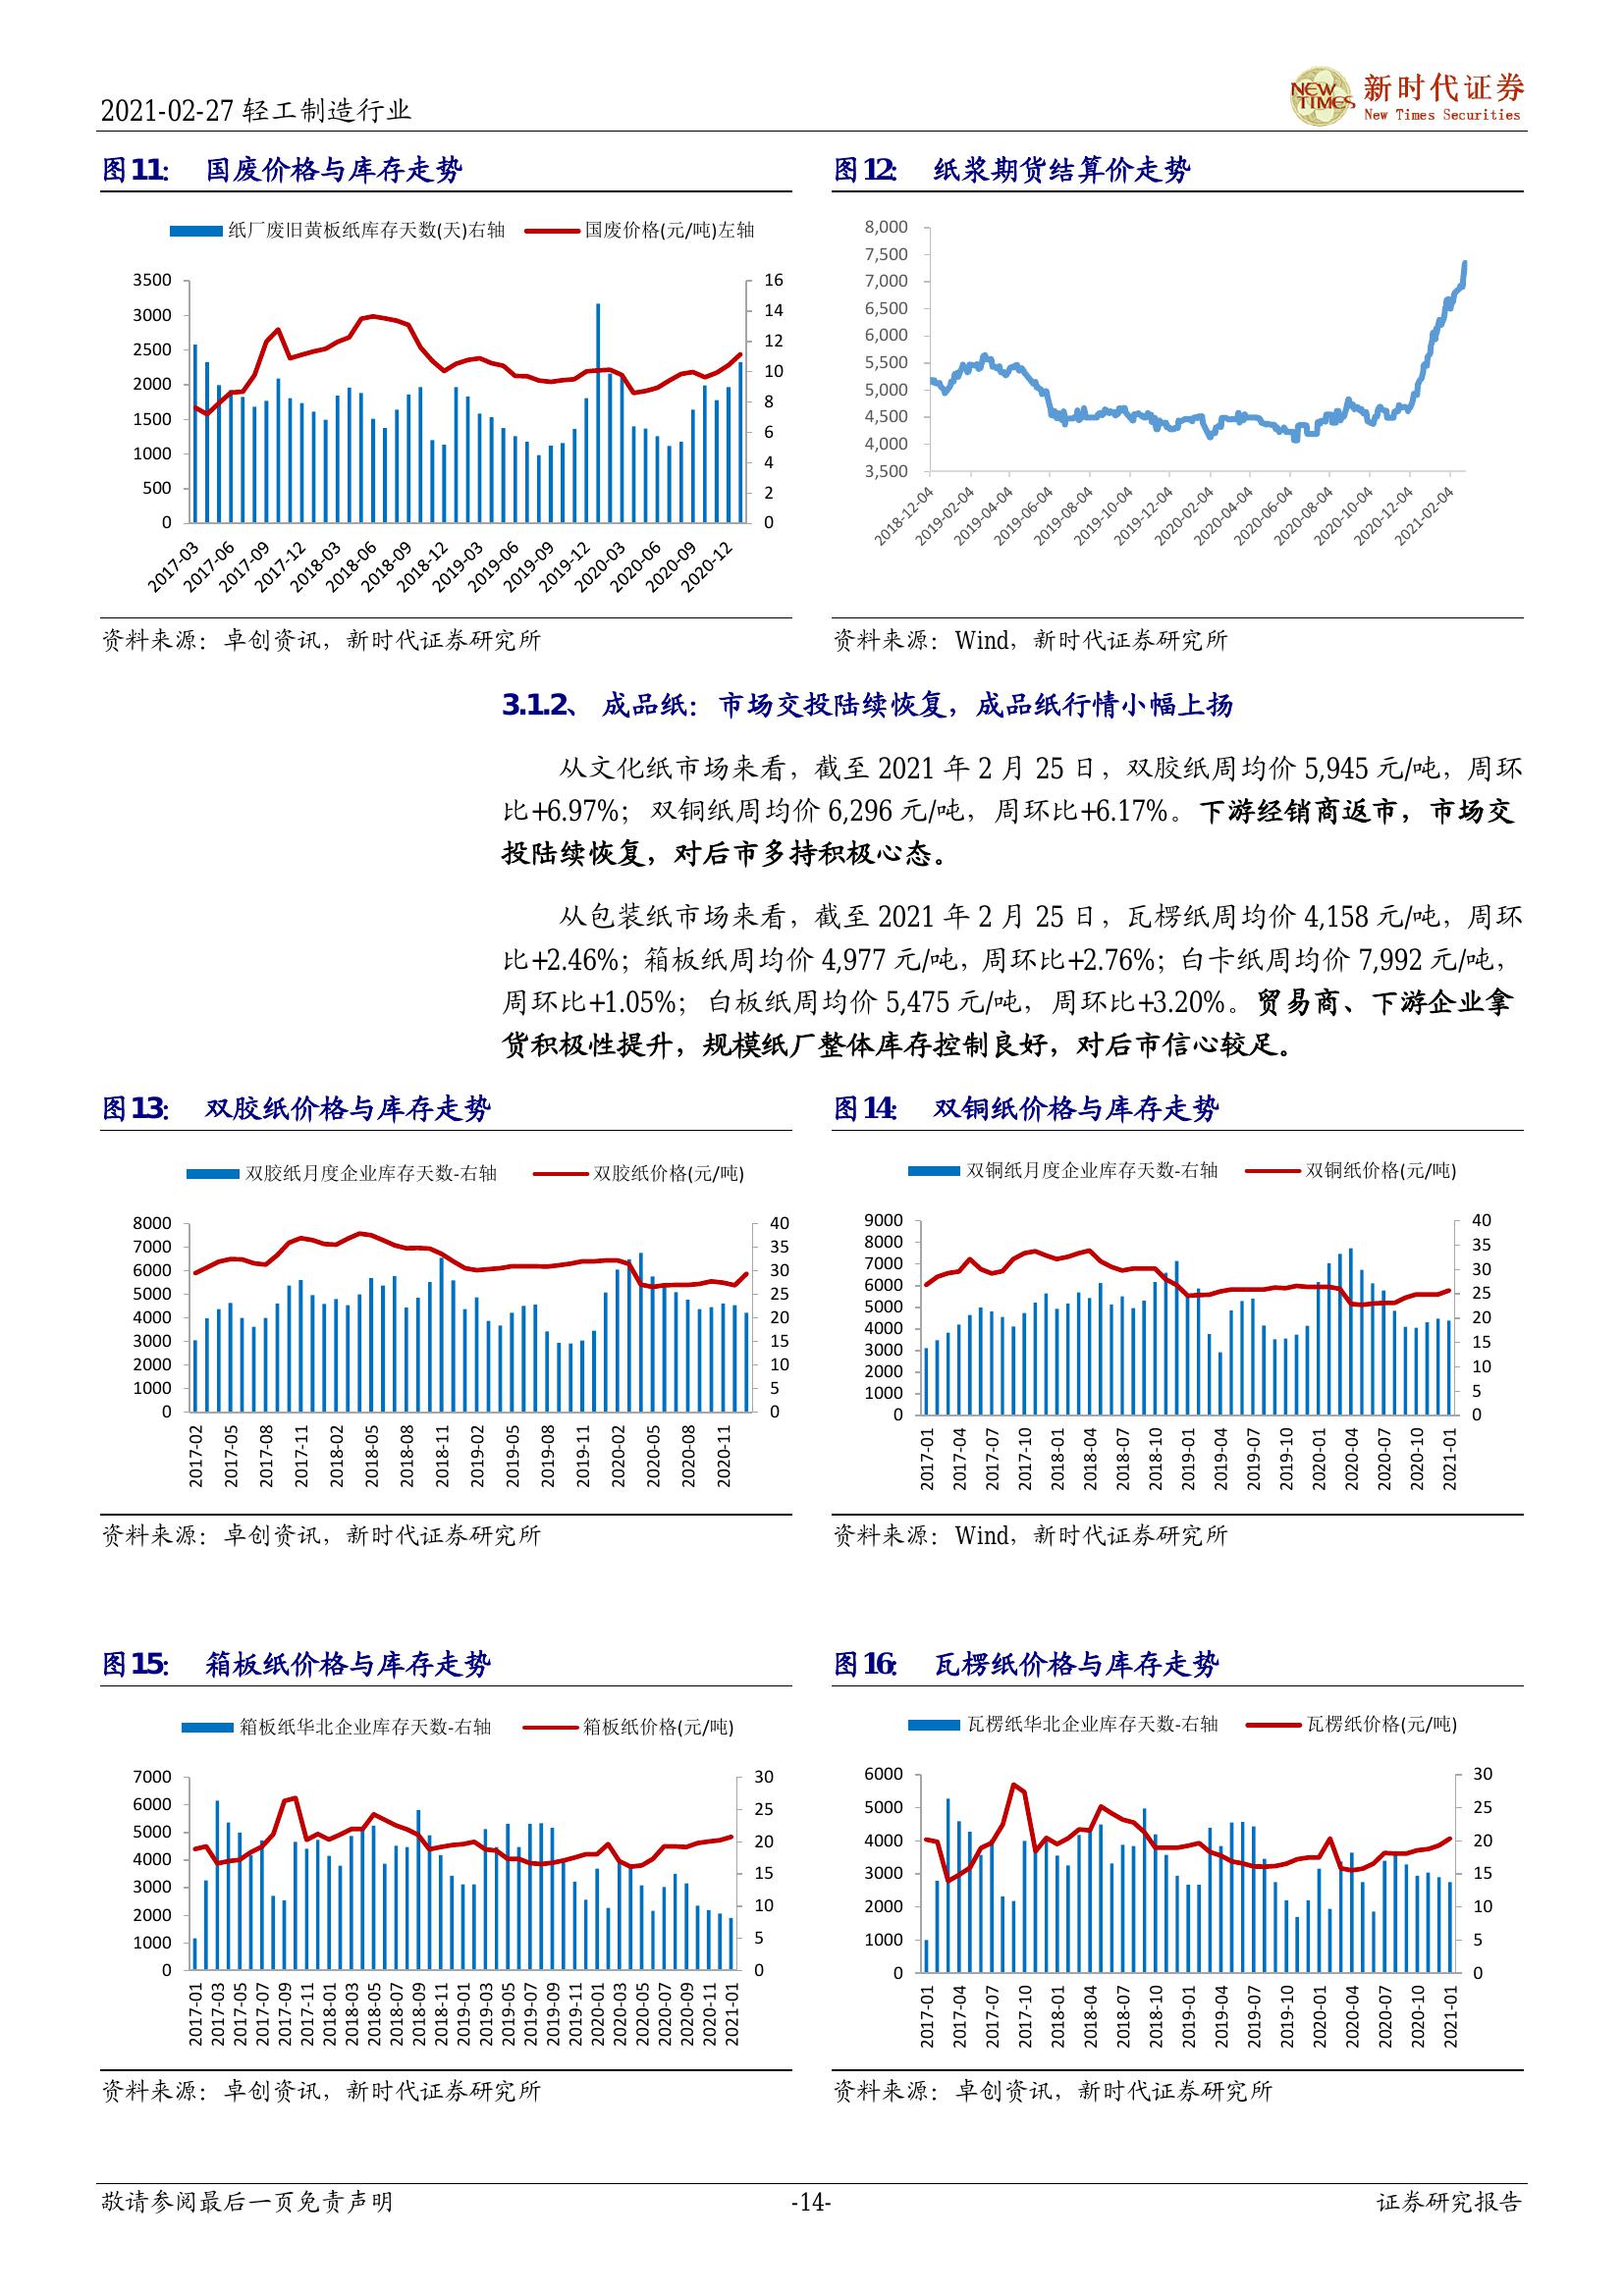 2021-02-27 轻工制造行业
NEW TIMES
新时代证券
New Times Securities
图11: 国废价格与库存走势
纸厂废旧黄板纸库存天数(天)右轴 国废价格(元/吨)左轴
3500 3000 2500 2000 1500 1000 500 0
16 14 12 10 8 6 4 2 0
2017-03 2017-06 2017-09 2017-12 2018-03 2018-06 2018-09 2018-12 2019-03 2019-06 2019-09 2019-12 2020-03 2020-06 2020-09 2020-12
资料来源：卓创资讯，新时代证券研究所
图12: 纸浆期货结算价走势
8,000 7,500 7,000 6,500 6,000 5,500 5,000 4,500 4,000 3,500
2018-12-04 2019-02-04 2019-04-04 2019-06-04 2019-08-04 2019-10-04 2019-12-04 2020-02-04 2020-04-04 2020-06-04 2020-08-04 2020-10-04 2020-12-04 2021-02-04
资料来源：Wind，新时代证券研究所
3.1.2、 成品纸：市场交投陆续恢复，成品纸行情小幅上扬
从文化纸市场来看，截至 2021 年 2 月 25 日，双胶纸周均价 5,945 元/吨，周环
比+6.97%；双铜纸周均价 6,296 元/吨，周环比+6.17%。下游经销商返市，市场交
投陆续恢复，对后市多持积极心态。
从包装纸市场来看，截至 2021 年 2 月 25 日，瓦楞纸周均价 4,158 元/吨，周环
比+2.46%；箱板纸周均价 4,977 元/吨，周环比+2.76%；白卡纸周均价 7,992 元/吨，
周环比+1.05%；白板纸周均价 5,475 元/吨，周环比+3.20%。贸易商、下游企业拿
货积极性提升，规模纸厂整体库存控制良好，对后市信心较足。
图13: 双胶纸价格与库存走势
双胶纸月度企业库存天数-右轴 双胶纸价格(元/吨)
8000 7000 6000 5000 4000 3000 2000 1000 0
40 35 30 25 20 15 10 5 0
2017-02 2017-05 2017-08 2017-11 2018-02 2018-05 2018-08 2018-11 2019-02 2019-05 2019-08 2019-11 2020-02 2020-05 2020-08 2020-11
资料来源：卓创资讯，新时代证券研究所
图14: 双铜纸价格与库存走势
双铜纸月度企业库存天数-右轴 双铜纸价格(元/吨)
9000 8000 7000 6000 5000 4000 3000 2000 1000 0
40 35 30 25 20 15 10 5 0
2017-01 2017-04 2017-07 2017-10 2018-01 2018-04 2018-07 2018-10 2019-01 2019-04 2019-07 2019-10 2020-01 2020-04 2020-07 2020-10 2021-01
资料来源：Wind，新时代证券研究所
图15: 箱板纸价格与库存走势
箱板纸华北企业库存天数-右轴 箱板纸价格(元/吨)
7000 6000 5000 4000 3000 2000 1000 0
30 25 20 15 10 5 0
2017-01 2017-03 2017-05 2017-07 2017-09 2017-11 2018-01 2018-03 2018-05 2018-07 2018-09 2018-11 2019-01 2019-03 2019-05 2019-07 2019-09 2019-11 2020-01 2020-03 2020-05 2020-07 2020-09 2020-11 2021-01
资料来源：卓创资讯，新时代证券研究所
图16: 瓦楞纸价格与库存走势
瓦楞纸华北企业库存天数-右轴 瓦楞纸价格(元/吨)
6000 5000 4000 3000 2000 1000 0
30 25 20 15 10 5 0
2017-01 2017-04 2017-07 2017-10 2018-01 2018-04 2018-07 2018-10 2019-01 2019-04 2019-07 2019-10 2020-01 2020-04 2020-07 2020-10 2021-01
资料来源：卓创资讯，新时代证券研究所
敬请参阅最后一页免责声明 -14- 证券研究报告